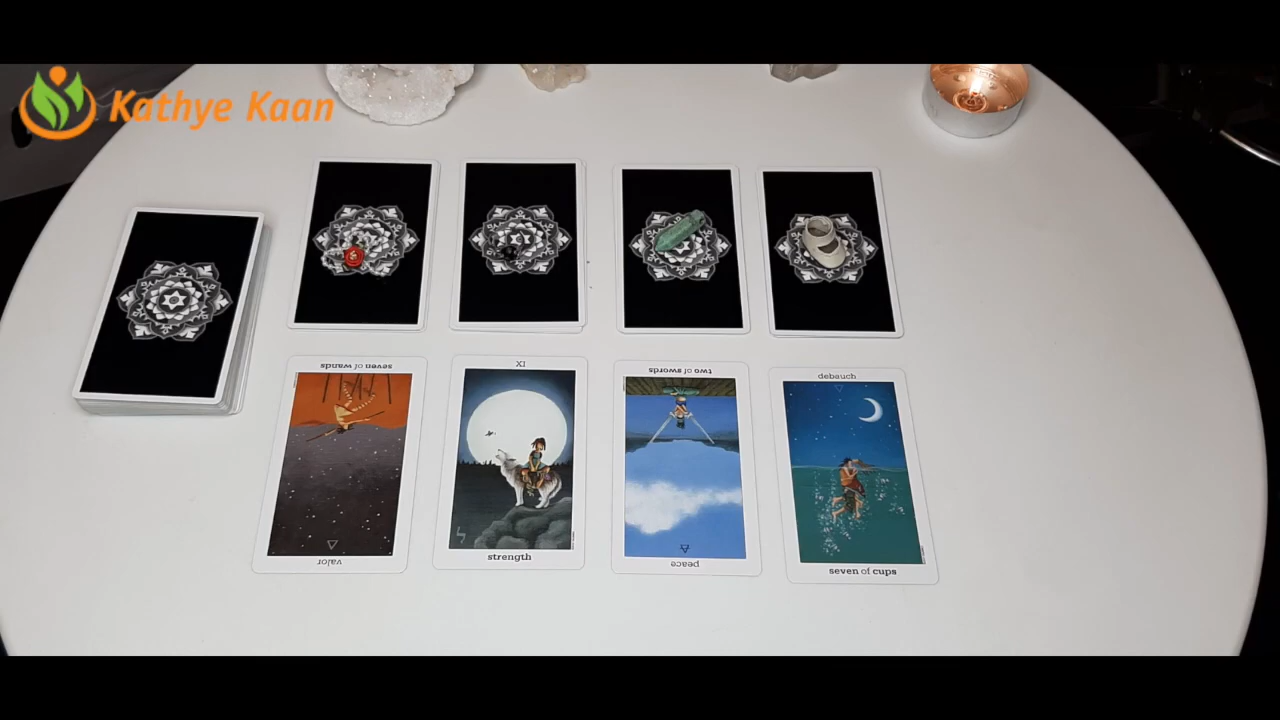 Kathye Kaan
seven of wands
XI
two of swords
debauch
valor
strength
peace
seven of cups